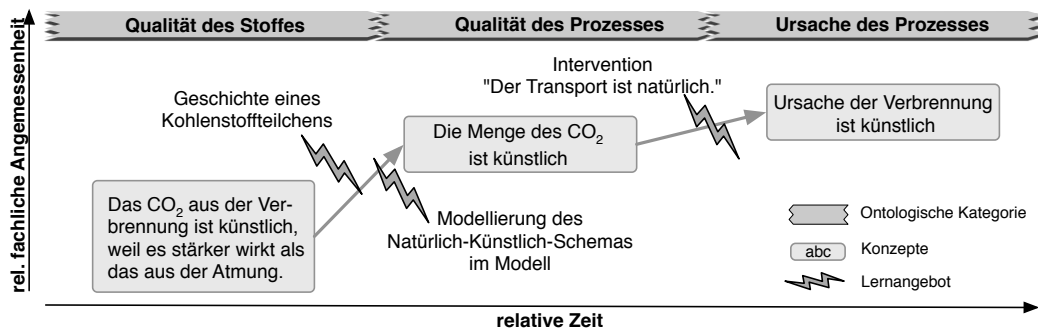 Qualität des Stoffes
Qualität des Prozesses
Ursache des Prozesses
rel. fachliche Angemessenheit
Geschichte eines
Kohlenstoffteilchens
Intervention
"Der Transport ist natürlich."
Das CO₂ aus der Ver-
brennung ist künstlich,
weil es stärker wirkt als
das aus der Atmung.
Die Menge des CO₂
ist künstlich
Ursache der Verbrennung
ist künstlich
Modellierung des
Natürlich-Künstlich-Schemas
im Modell
Ontologische Kategorie
abc
Konzepte
Lernangebot
relative Zeit